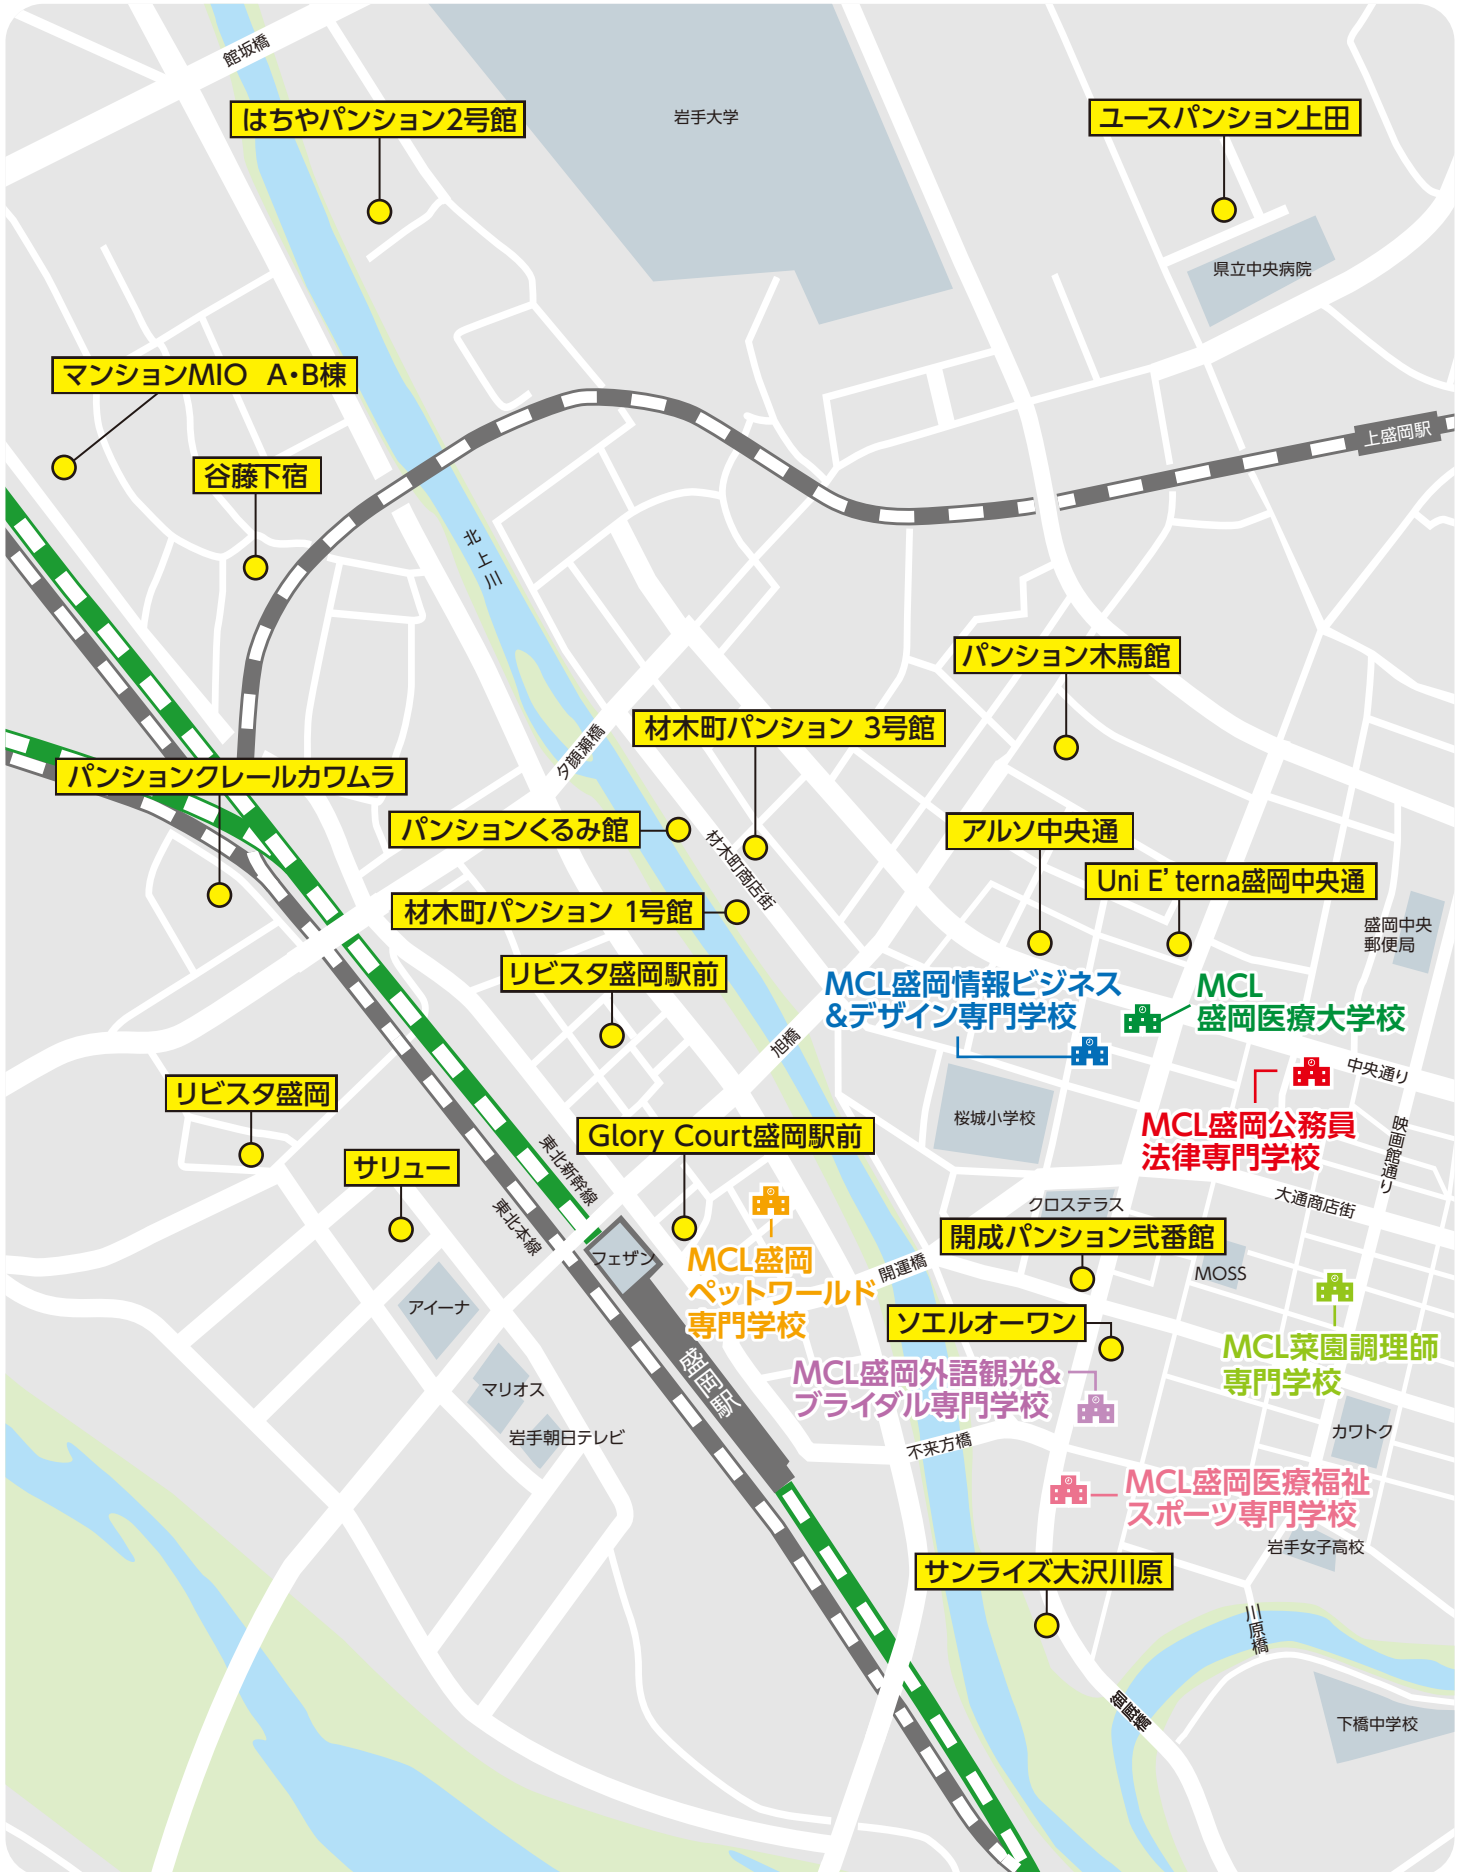 館坂橋
はちやパンション2号館
岩手大学
ユースパンション上田
県立中央病院
マンションMIO　A・B棟
上盛岡駅
谷藤下宿
北上川
パンション木馬館
材木町パンション 3号館
夕顔瀬橋
パンションクレールカワムラ
パンションくるみ館
材木町商店街
アルソ中央通
Uni E’terna盛岡中央通
材木町パンション 1号館
盛岡中央
郵便局
リビスタ盛岡駅前
MCL盛岡情報ビジネス
&デザイン専門学校
MCL
盛岡医療大学校
旭橋
中央通り
リビスタ盛岡
桜城小学校
MCL盛岡公務員
法律専門学校
映画館通り
Glory Court盛岡駅前
サリュー
東北新幹線
東北本線
大通商店街
クロステラス
開成パンション弐番館
フェザン
MCL盛岡
ペットワールド
専門学校
開運橋
MOSS
アイーナ
ソエルオーワン
MCL菜園調理師
専門学校
盛岡駅
MCL盛岡外語観光&
ブライダル専門学校
マリオス
岩手朝日テレビ
カワトク
不来方橋
MCL盛岡医療福祉
スポーツ専門学校
岩手女子高校
サンライズ大沢川原
川原橋
御厩橋
下橋中学校